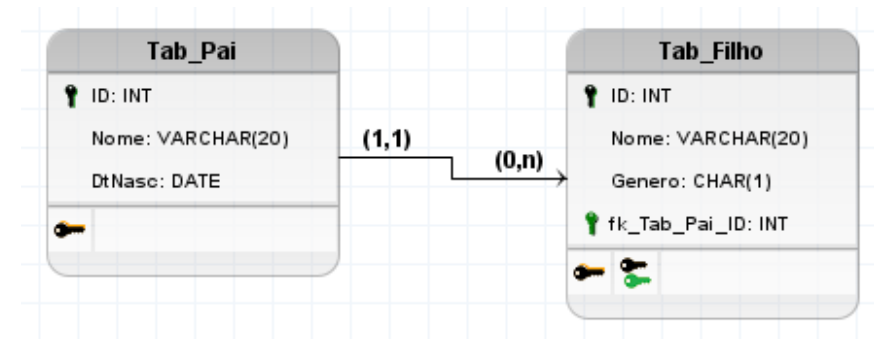 Tab_Pai
ID: INT
Nome: VARCHAR(20)
DtNasc: DATE
(1,1)
(0,n)
Tab_Filho
ID: INT
Nome: VARCHAR(20)
Genero: CHAR(1)
fk_Tab_Pai_ID: INT